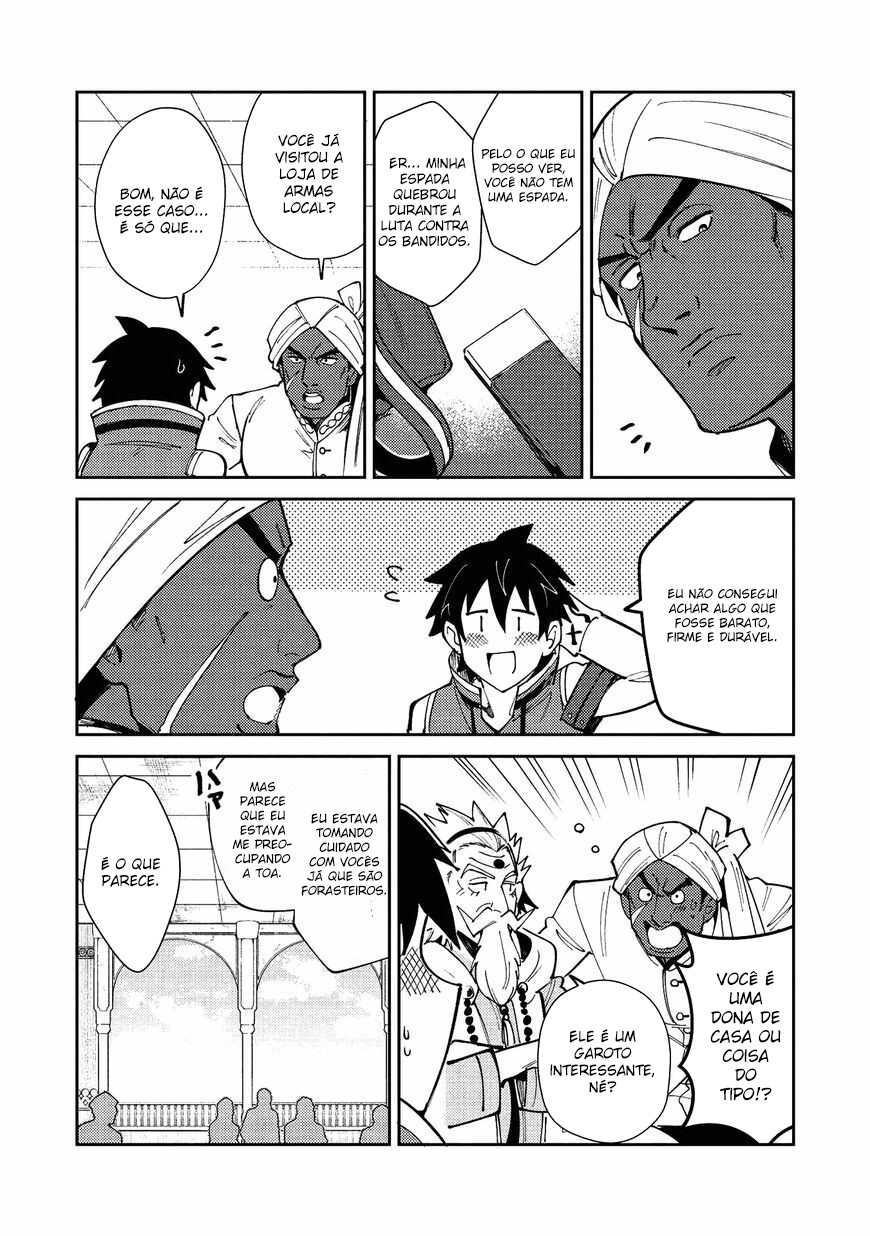 PELO O QUE EU
POSSO VER,
VOCÊ NÃO TEM
UMA ESPADA.
ER... MINHA
ESPADA
QUEBROU
DURANTE A
LUTA CONTRA
OS BANDIDOS.
VOCÊ JÁ
VISITOU A
LOJA DE
ARMAS
LOCAL?
BOM, NÃO É
ESSE CASO...
É SÓ QUE...
EU NÃO CONSEGUI
ACHAR ALGO QUE
FOSSE BARATO,
FIRME E DURÁVEL.
VOCÊ É
UMA
DONA DE
CASA OU
COISA
DO
TIPO!?
ELE É UM
GAROTO
INTERESSANTE,
NÉ?
EU ESTAVA
TOMANDO
CUIDADO
COM VOCÊS
JÁ QUE SÃO
FORASTEIROS.
MAS
PARECE
QUE EU
ESTAVA
ME PREO-
CUPANDO
A TOA.
ハァ
É O QUE
PARECE.